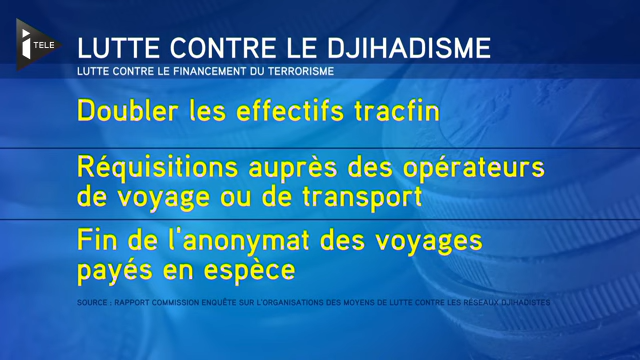 i TELE
LUTTE CONTRE LE DJIHADISME
LUTTE CONTRE LE FINANCEMENT DU TERRORISME
Doubler les effectifs tracfin
Réquisitions auprès des opérateurs
de voyage ou de transport
Fin de l'anonymat des voyages
payés en espèce
SOURCE : RAPPORT COMMISSION ENQUÊTE SUR L'ORGANISATIONS DES MOYENS DE LUTTE CONTRE LES RÉSEAUX DJIHADISTES